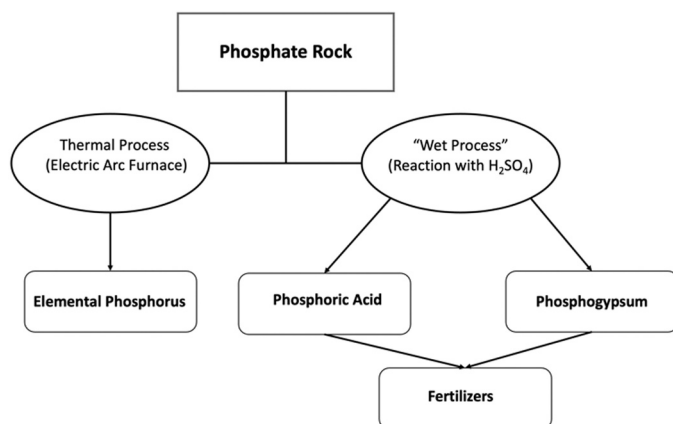 Phosphate Rock
Thermal Process
(Electric Arc Furnace)
“Wet Process”
(Reaction with H₂SO₄)
Elemental Phosphorus
Phosphoric Acid
Phosphogypsum
Fertilizers